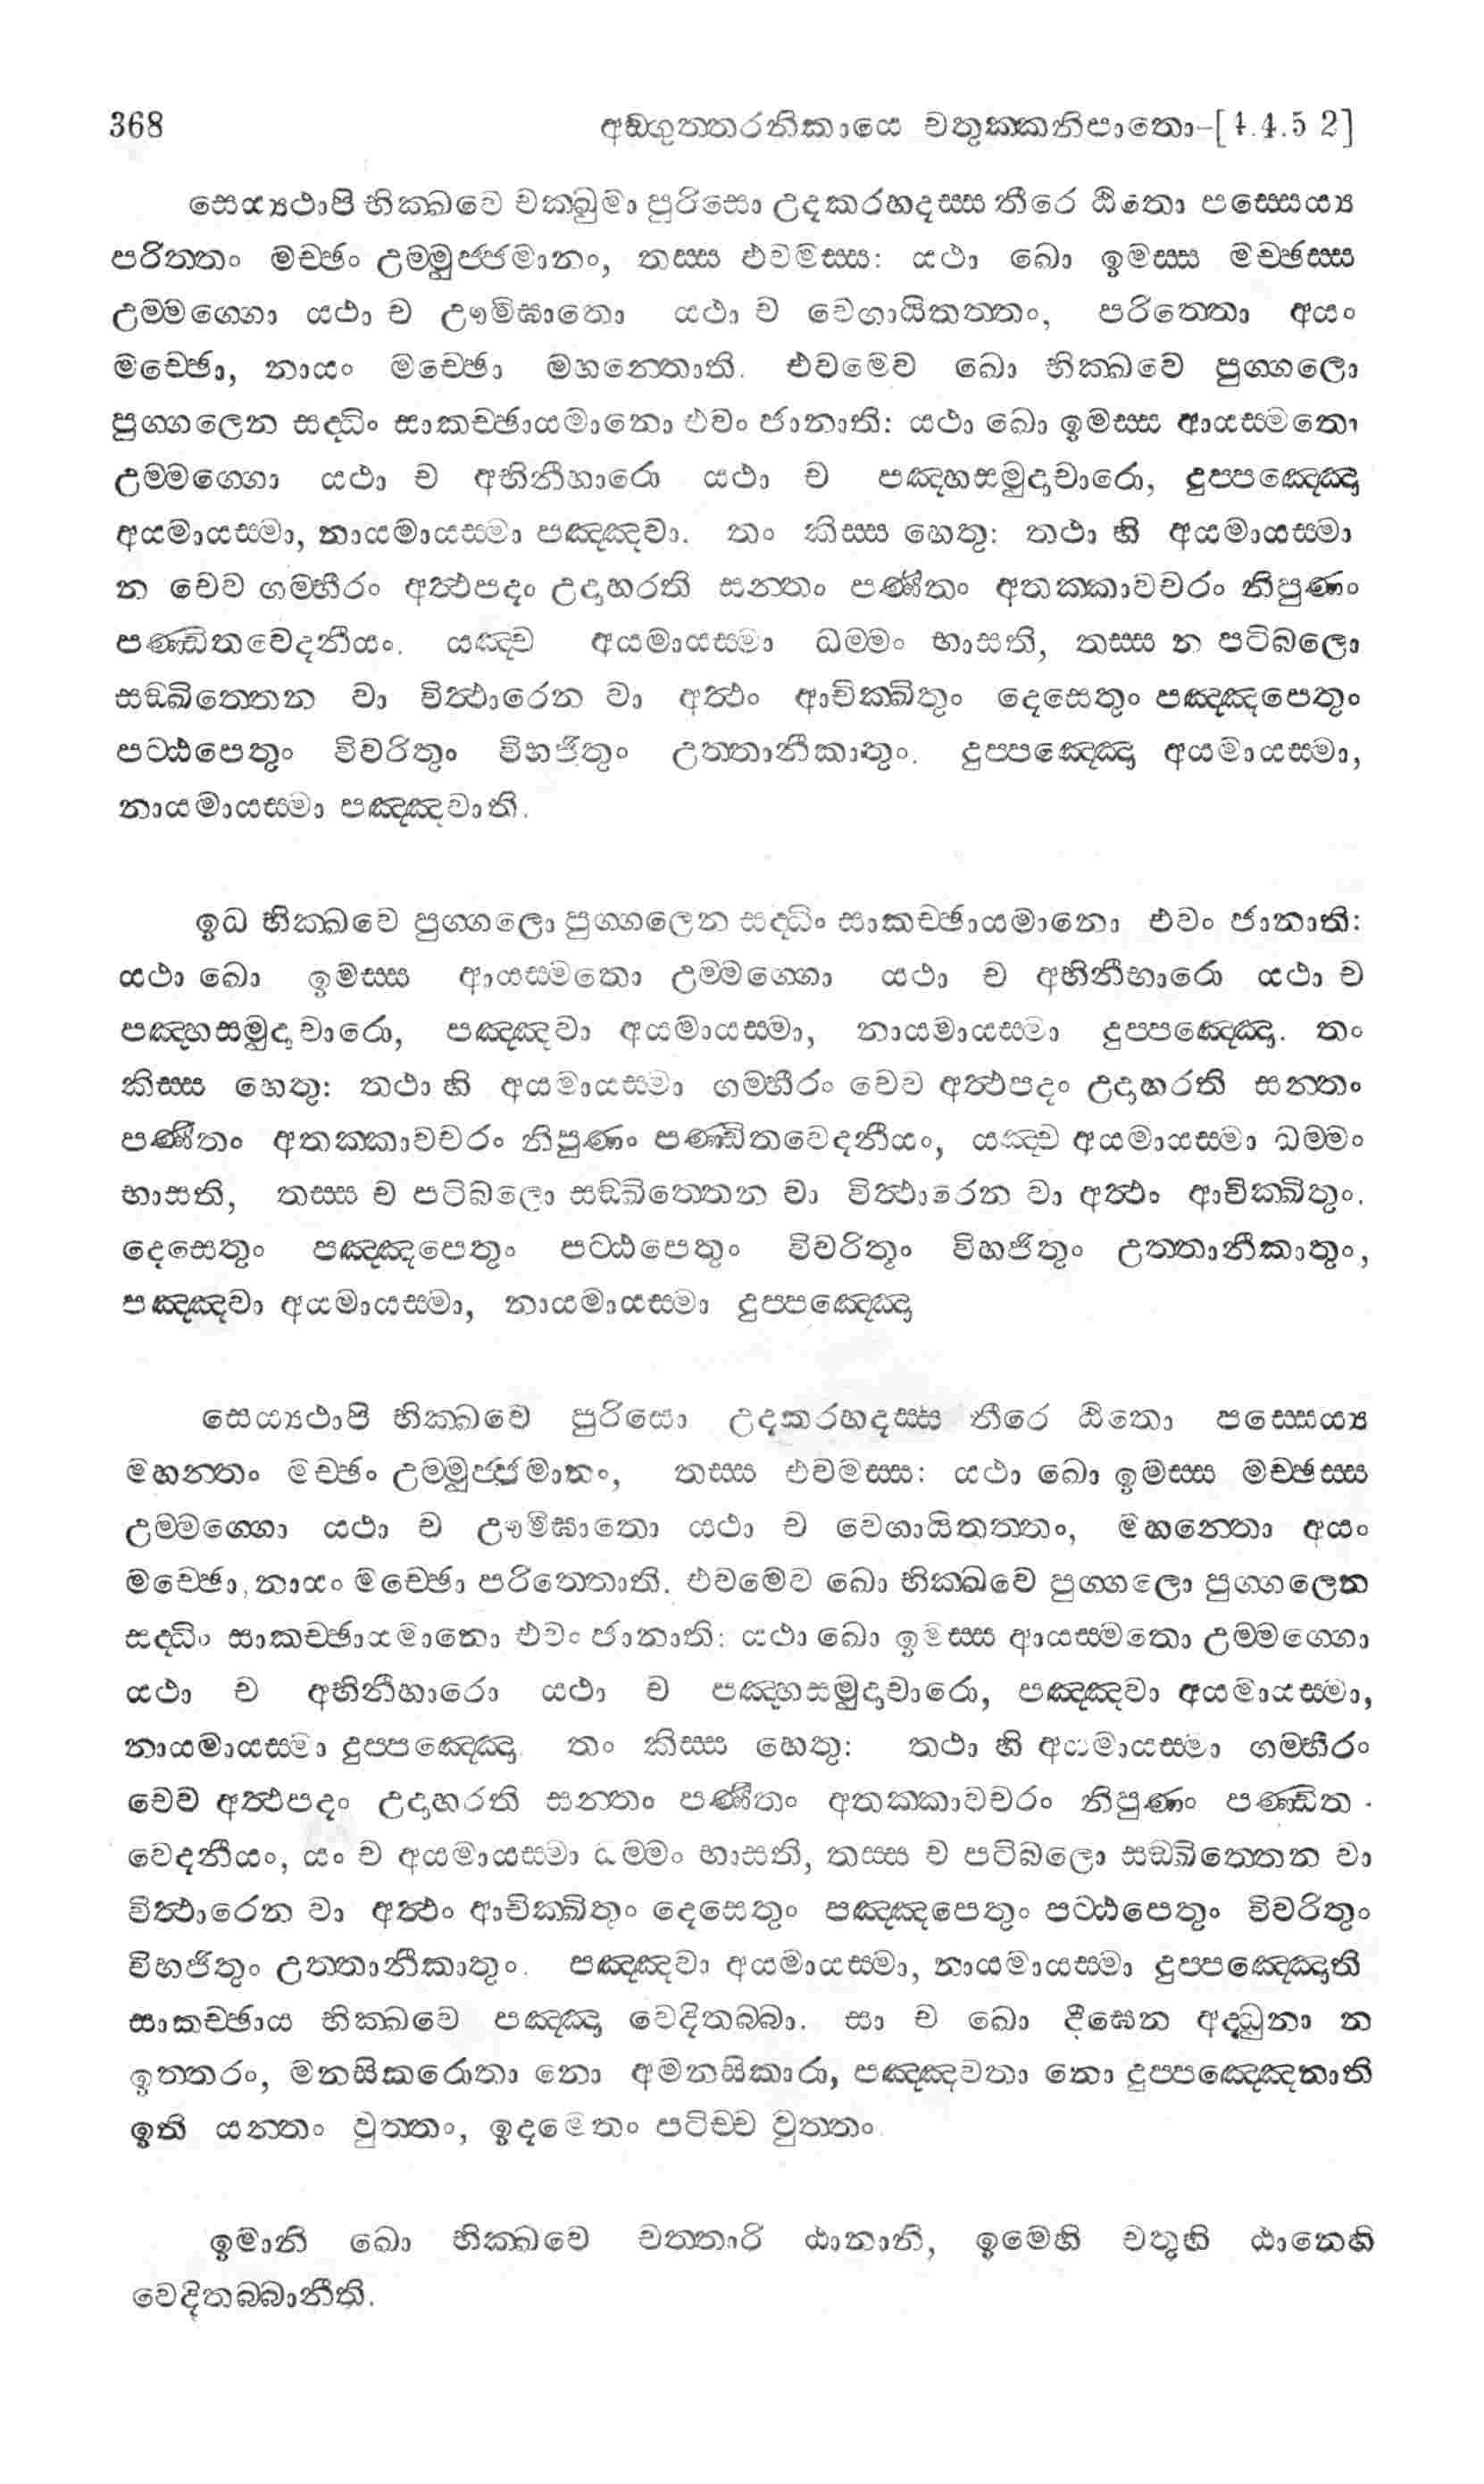 368 අඞ්ගුත්තරනිකායෙ චතුක්කනිපාතො-[4.4.5 2]
සෙය්‍යථාපි භික්ඛවෙ චක්ඛුමා පුරිසො උදකරහදස්ස තීරෙ ඨිතො පස්සෙය්‍ය
පරිත්තං මච්ඡං උම්මුජ්ජමානං, තස්ස එවමස්ස: යථා ඛො ඉමස්ස මච්ඡස්ස
උම්මග්ගො යථා ච ඌමිඝාතො යථා ච වෙගායිතත්තං, පරිත්තො අයං
මච්ඡො, නායං මච්ඡො මහන්තොති. එවමෙව ඛො භික්ඛවෙ පුග්ගලො
පුග්ගලෙන සද්ධිං සාකච්ඡායමානො එවං ජානාති: යථා ඛො ඉමස්ස ආයස්මතො
උම්මග්ගො යථා ච අභිනීහාරො යථා ච පඤ්හසමුදාචාරො, දුප්පඤ්ඤො
අයමායස්මා, නායමායස්මා පඤ්ඤවා. තං කිස්ස හෙතු: තථා හි අයමායස්මා
න චෙව ගම්භීරං අත්ථපදං උදාහරති සන්තං පණීතං අතක්කාවචරං නිපුණං
පණ්ඩිතවෙදනීයං. යඤ්ච අයමායස්මා ධම්මං භාසති, තස්ස න පටිබලො
සඞ්ඛිත්තෙන වා විත්ථාරෙන වා අත්ථං ආචික්ඛිතුං දෙසෙතුං පඤ්ඤපෙතුං
පට්ඨපෙතුං විවරිතුං විභජිතුං උත්තානීකාතුං. දුප්පඤ්ඤො අයමායස්මා,
නායමායස්මා පඤ්ඤවාති.
ඉධ භික්ඛවෙ පුග්ගලො පුග්ගලෙන සද්ධිං සාකච්ඡායමානො එවං ජානාති:
යථා ඛො ඉමස්ස ආයස්මතො උම්මග්ගො යථා ච අභිනීහාරො යථා ච
පඤ්හසමුදාචාරො, පඤ්ඤවා අයමායස්මා, නායමායස්මා දුප්පඤ්ඤො. තං
කිස්ස හෙතු: තථා හි අයමායස්මා ගම්භීරං චෙව අත්ථපදං උදාහරති සන්තං
පණීතං අතක්කාවචරං නිපුණං පණ්ඩිතවෙදනීයං, යඤ්ච අයමායස්මා ධම්මං
භාසති, තස්ස ච පටිබලො සඞ්ඛිත්තෙන වා විත්ථාරෙන වා අත්ථං ආචික්ඛිතුං.
දෙසෙතුං පඤ්ඤපෙතුං පට්ඨපෙතුං විවරිතුං විභජිතුං උත්තානීකාතුං,
පඤ්ඤවා අයමායස්මා, නායමායස්මා දුප්පඤ්ඤො
සෙය්‍යථාපි භික්ඛවෙ පුරිසො උදකරහදස්ස තීරෙ ඨිතො පස්සෙය්‍ය
මහන්තං මච්ඡං උම්මුජ්ජමානං, තස්ස එවමස්ස: යථා ඛො ඉමස්ස මච්ඡස්ස
උම්මග්ගො යථා ච ඌමිඝාතො යථා ච වෙගායිතත්තං, මහන්තො අයං
මච්ඡො, නායං මච්ඡො පරිත්තොති. එවමෙව ඛො භික්ඛවෙ පුග්ගලො පුග්ගලෙන
සද්ධිං සාකච්ඡායමානො එවං ජානාති: යථා ඛො ඉමස්ස ආයස්මතො උම්මග්ගො
යථා ච අභිනීහාරො යථා ච පඤ්හසමුදාචාරො, පඤ්ඤවා අයමායස්මා,
නායමායස්මා දුප්පඤ්ඤො. තං කිස්ස හෙතු: තථා හි අයමායස්මා ගම්භීරං
චෙව අත්ථපදං උදාහරති සන්තං පණීතං අතක්කාවචරං නිපුණං පණ්ඩිත-
වෙදනීයං, යං ච අයමායස්මා ධම්මං භාසති, තස්ස ච පටිබලො සඞ්ඛිත්තෙන වා
විත්ථාරෙන වා අත්ථං ආචික්ඛිතුං දෙසෙතුං පඤ්ඤපෙතුං පට්ඨපෙතුං විවරිතුං
විභජිතුං උත්තානීකාතුං. පඤ්ඤවා අයමායස්මා, නායමායස්මා දුප්පඤ්ඤොති
සාකච්ඡාය භික්ඛවෙ පඤ්ඤා වෙදිතබ්බා. සා ච ඛො දීඝෙන අද්ධුනා න
ඉත්තරං, මනසිකරොතා නො අමනසිකාරා, පඤ්ඤවතා නො දුප්පඤ්ඤෙනාති
ඉති යන්තං වුත්තං, ඉදමෙතං පටිච්ච වුත්තං.
ඉමානි ඛො භික්ඛවෙ චත්තාරි ඨානානි, ඉමෙහි චතූහි ඨානෙහි
වෙදිතබ්බානීති.